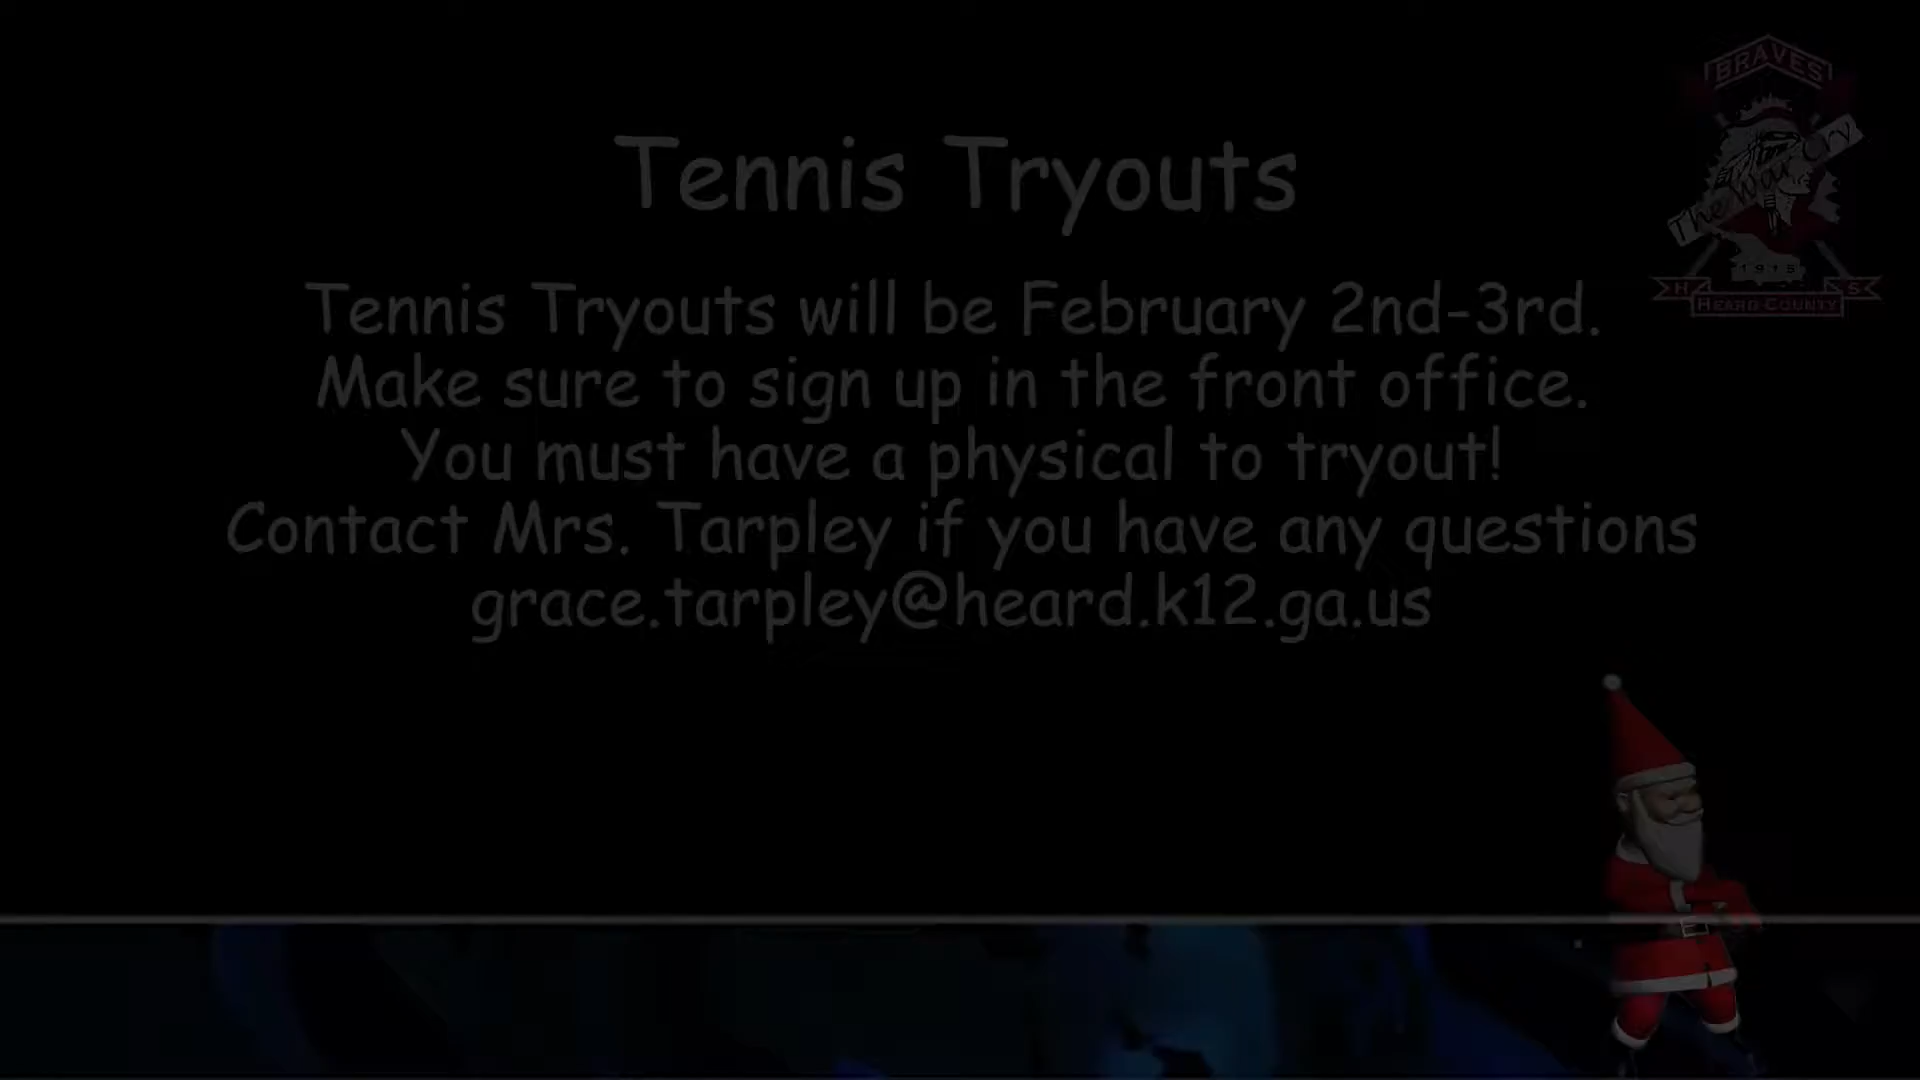 BRAVES
The War Cry
1915
H S
HEARD COUNTY
Tennis Tryouts
Tennis Tryouts will be February 2nd-3rd.
Make sure to sign up in the front office.
You must have a physical to tryout!
Contact Mrs. Tarpley if you have any questions
grace.tarpley@heard.k12.ga.us